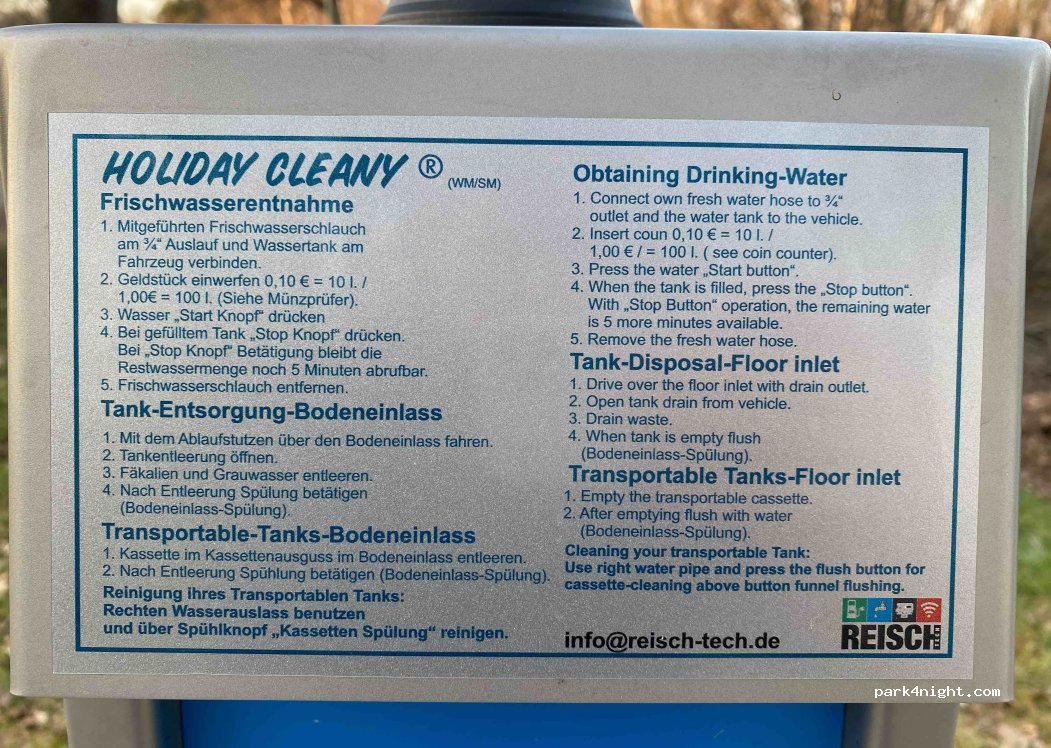 HOLIDAY CLEANY ® (WM/SM)
Frischwasserentnahme
1. Mitgeführten Frischwasserschlauch
am ¾“ Auslauf und Wassertank am
Fahrzeug verbinden.
2. Geldstück einwerfen 0,10 € = 10 l. /
1,00€ = 100 l. (Siehe Münzprüfer).
3. Wasser „Start Knopf“ drücken
4. Bei gefülltem Tank „Stop Knopf“ drücken.
Bei „Stop Knopf“ Betätigung bleibt die
Restwassermenge noch 5 Minuten abrufbar.
5. Frischwasserschlauch entfernen.
Tank-Entsorgung-Bodeneinlass
1. Mit dem Ablaufstutzen über den Bodeneinlass fahren.
2. Tankentleerung öffnen.
3. Fäkalien und Grauwasser entleeren.
4. Nach Entleerung Spülung betätigen
(Bodeneinlass-Spülung).
Transportable-Tanks-Bodeneinlass
1. Kassette im Kassettenausguss im Bodeneinlass entleeren.
2. Nach Entleerung Spühlung betätigen (Bodeneinlass-Spülung).
Reinigung ihres Transportablen Tanks:
Rechten Wasserauslass benutzen
und über Spühlknopf „Kassetten Spülung“ reinigen.
Obtaining Drinking-Water
1. Connect own fresh water hose to ¾“
outlet and the water tank to the vehicle.
2. Insert coun 0,10 € = 10 l. /
1,00 € / = 100 l. ( see coin counter).
3. Press the water „Start button“.
4. When the tank is filled, press the „Stop button“.
With „Stop Button“ operation, the remaining water
is 5 more minutes available.
5. Remove the fresh water hose.
Tank-Disposal-Floor inlet
1. Drive over the floor inlet with drain outlet.
2. Open tank drain from vehicle.
3. Drain waste.
4. When tank is empty flush
(Bodeneinlass-Spülung).
Transportable Tanks-Floor inlet
1. Empty the transportable cassette.
2. After emptying flush with water
(Bodeneinlass-Spülung).
Cleaning your transportable Tank:
Use right water pipe and press the flush button for
cassette-cleaning above button funnel flushing.
info@reisch-tech.de
REISCH TECH
park4night.com